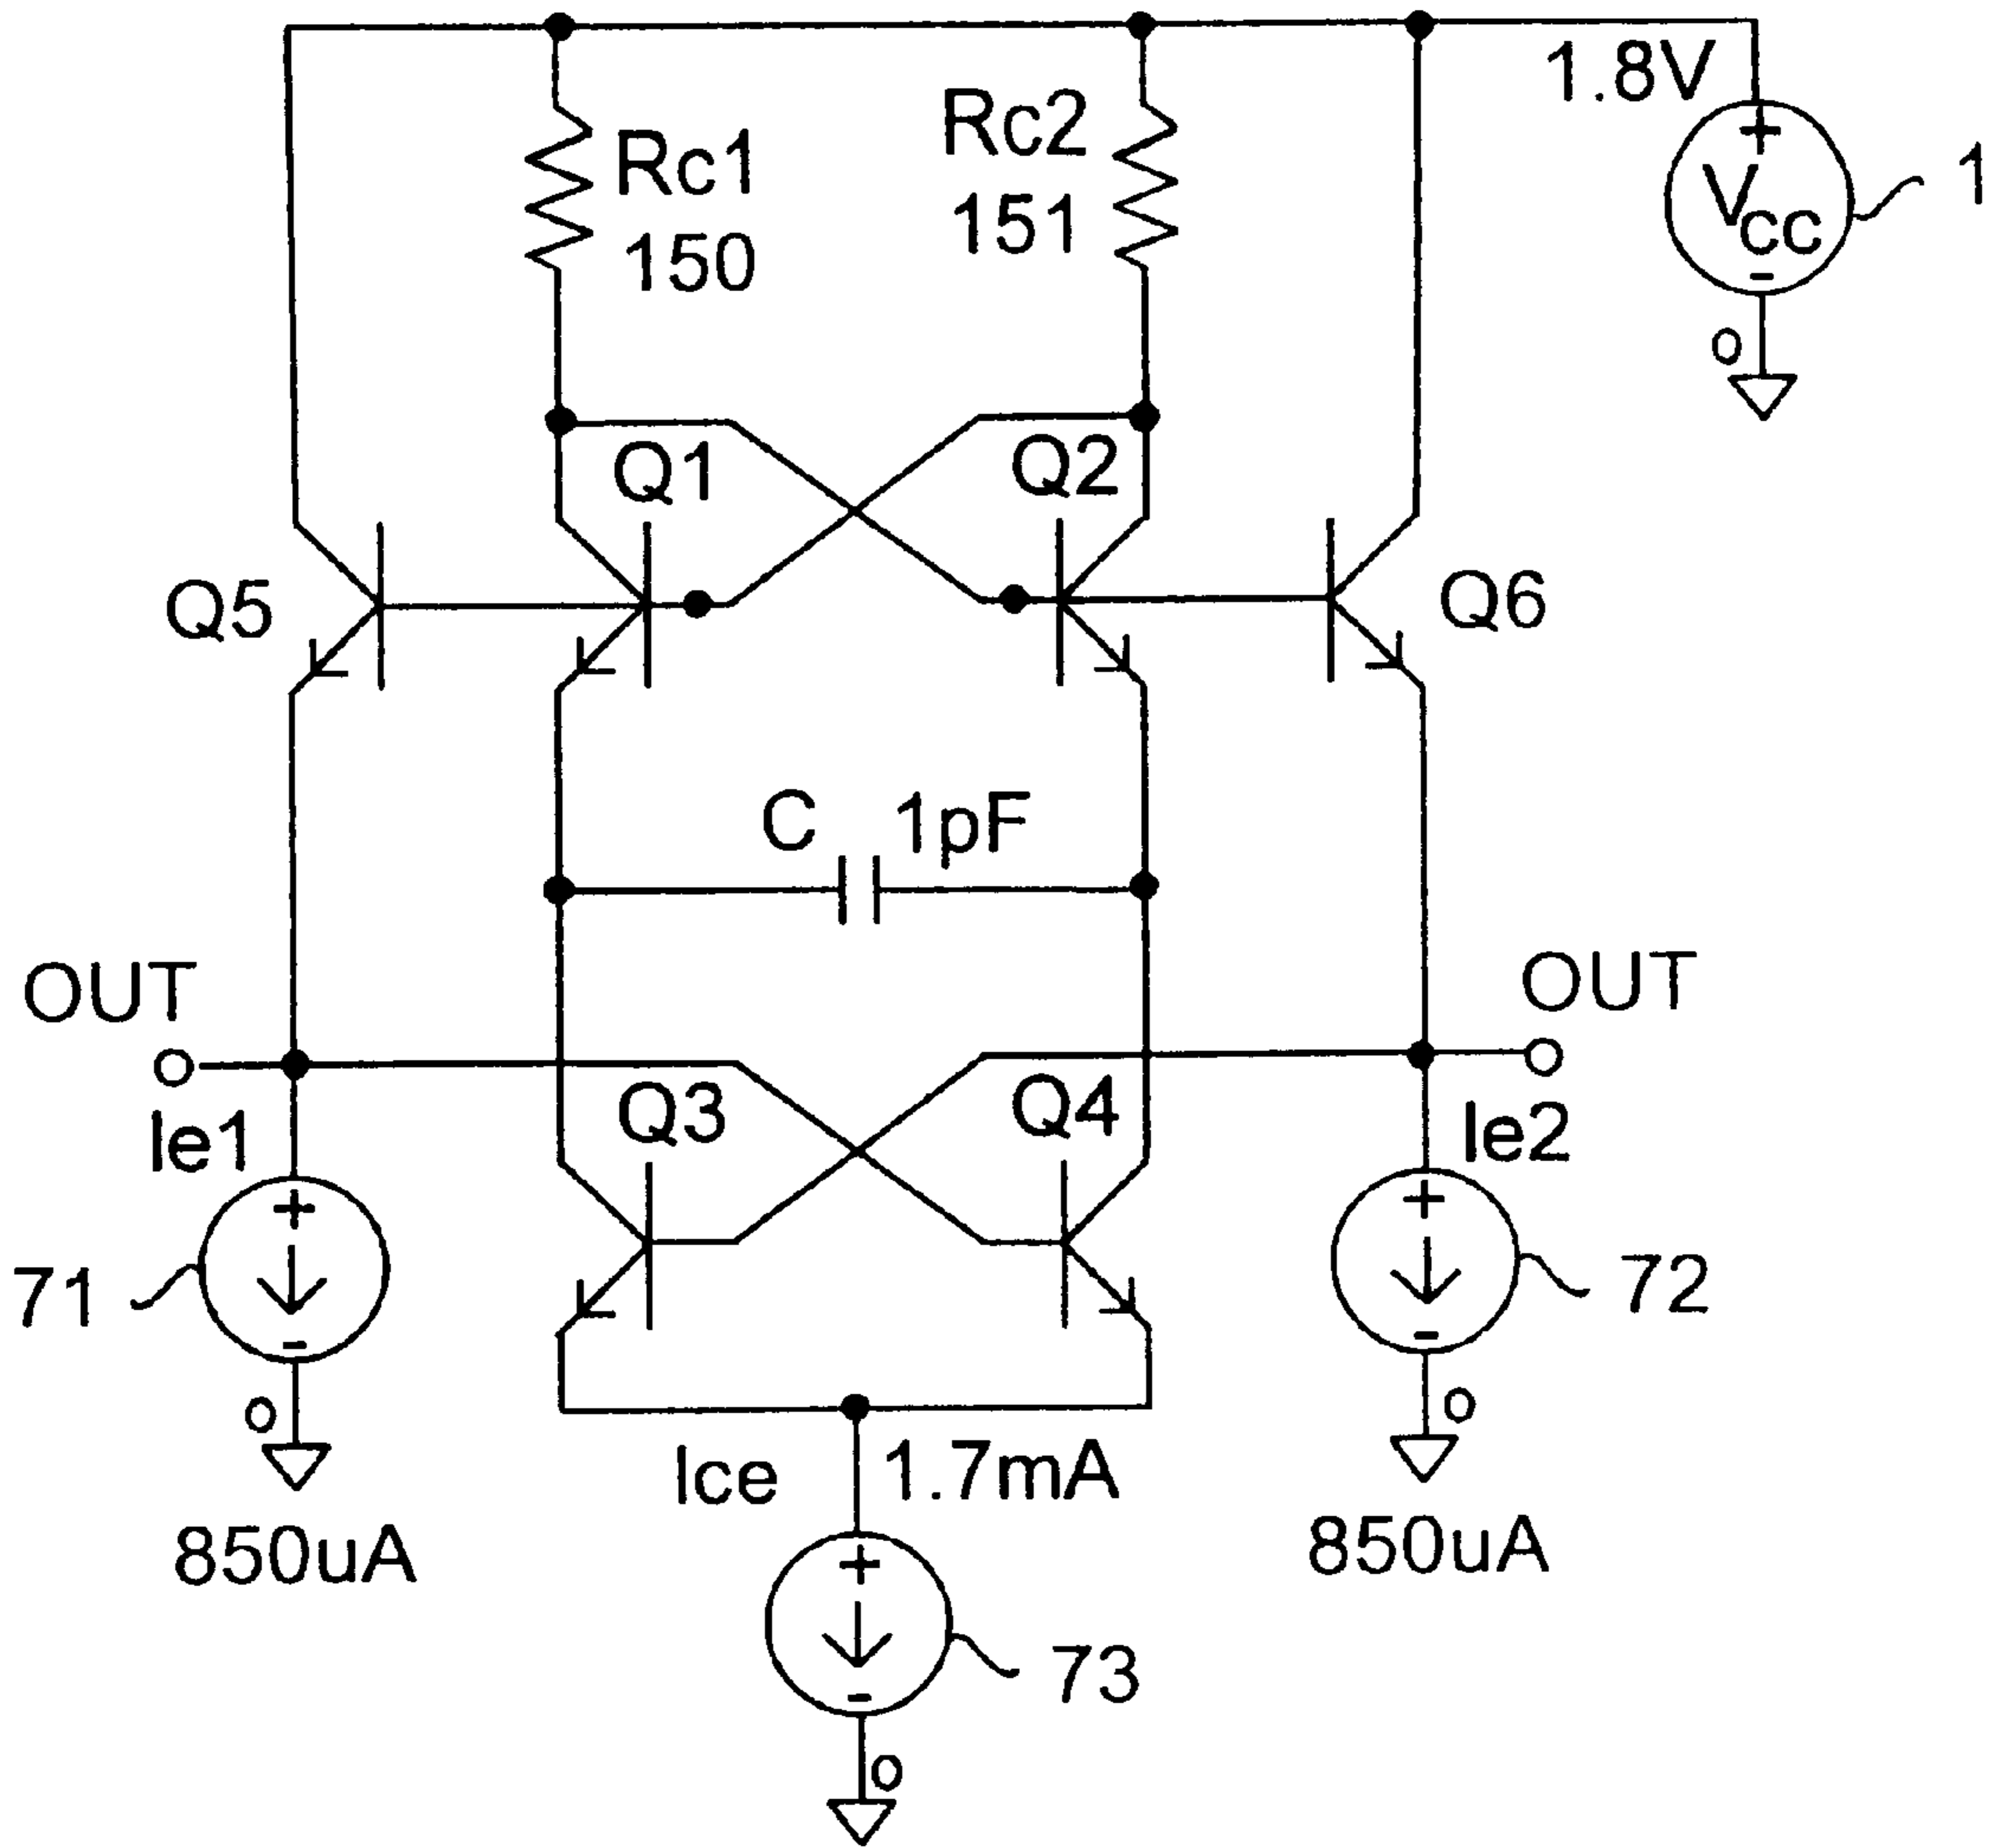 1.8V
Rc1
150
Rc2
151
+
V
CC
-
1
o
Q1
Q2
Q5
Q6
C
1pF
OUT
OUT
Ie1
Q3
Q4
Ie2
+
-
71
+
-
72
o
o
850uA
Ice
1.7mA
850uA
+
-
73
o